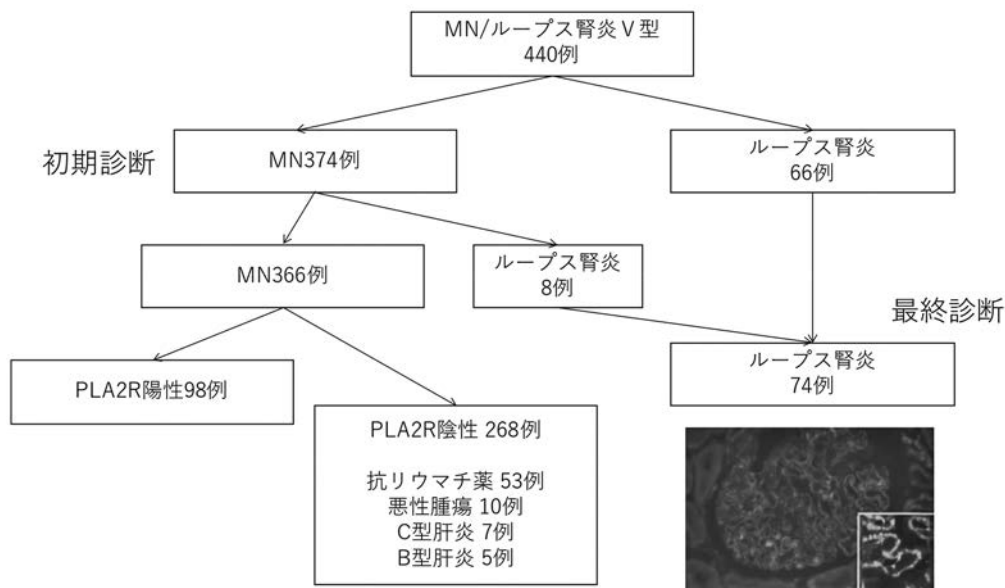 MN/ループス腎炎Ⅴ型
440例
初期診断
MN374例
ループス腎炎
66例
MN366例
ループス腎炎
8例
最終診断
PLA2R陽性98例
ループス腎炎
74例
PLA2R陰性 268例
抗リウマチ薬 53例
悪性腫瘍 10例
C型肝炎 7例
B型肝炎 5例